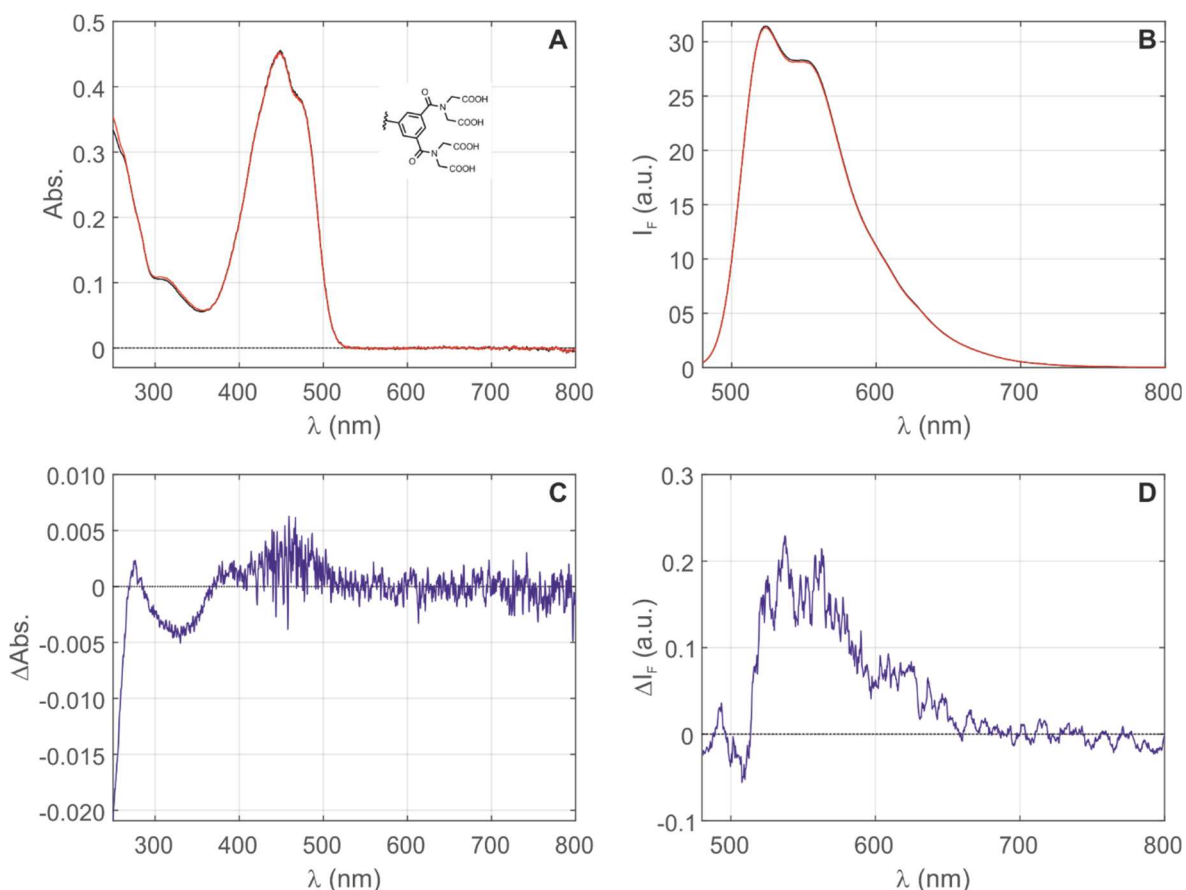 A
0.5
0.4
0.3
0.2
0.1
0
Abs.
300 400 500 600 700 800
λ (nm)
O
N
COOH
COOH
O
N
COOH
COOH
B
30
25
20
15
10
05
0
I_F (a.u.)
500 600 700 800
λ (nm)
C
0.010
0.005
0
-0.005
-0.010
-0.015
-0.020
ΔAbs.
300 400 500 600 700 800
λ (nm)
D
0.3
0.2
0.1
0
-0.1
ΔI_F (a.u.)
500 600 700 800
λ (nm)